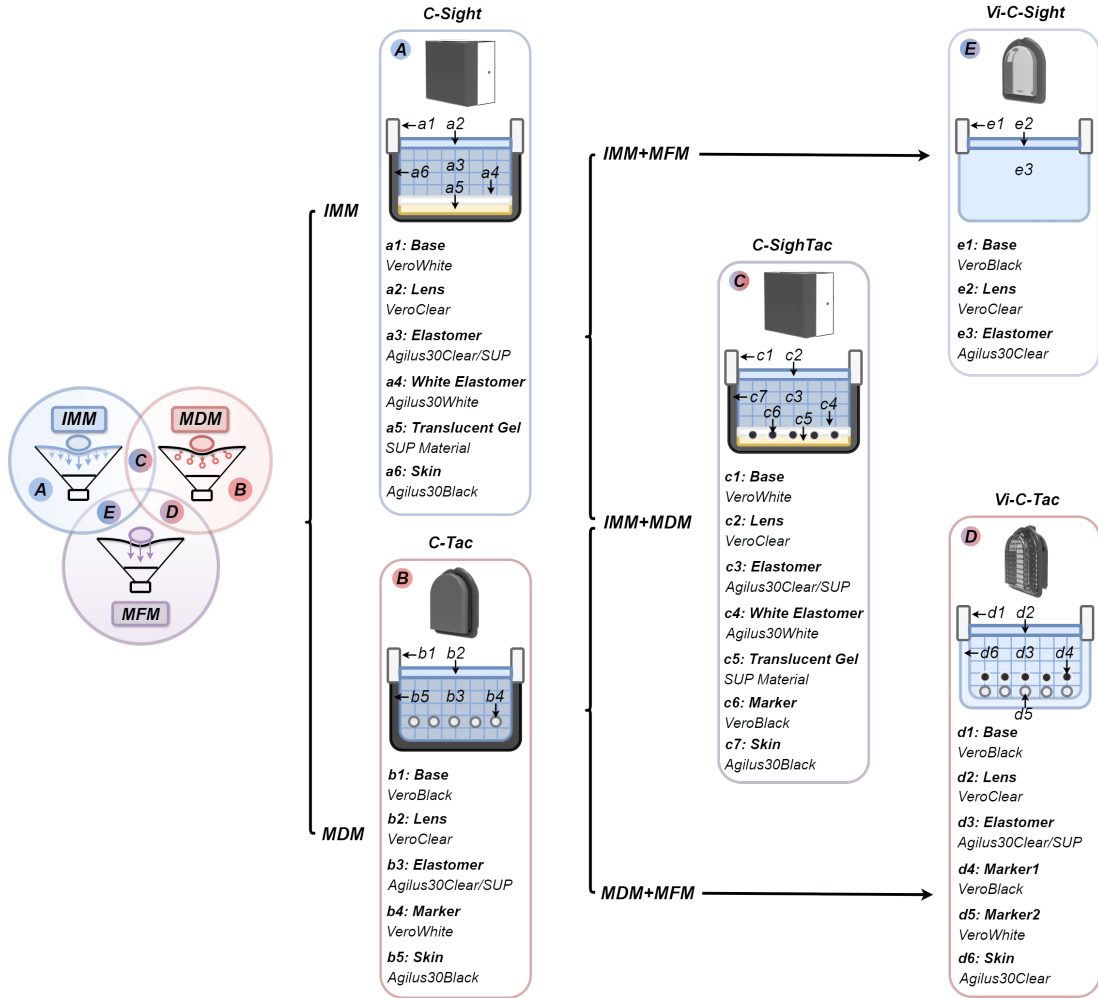 IMM
MDM
C
A
B
E
D
MFM
IMM
MDM
C-Sight
A
a1
a2
a3
a6
a4
a5
a1: Base
VeroWhite
a2: Lens
VeroClear
a3: Elastomer
Agilus30Clear/SUP
a4: White Elastomer
Agilus30White
a5: Translucent Gel
SUP Material
a6: Skin
Agilus30Black
C-Tac
B
b1
b2
b5
b3
b4
b1: Base
VeroBlack
b2: Lens
VeroClear
b3: Elastomer
Agilus30Clear/SUP
b4: Marker
VeroWhite
b5: Skin
Agilus30Black
IMM+MFM
IMM+MDM
MDM+MFM
C-SighTac
C
c1
c2
c7
c3
c6
c5
c4
c1: Base
VeroWhite
c2: Lens
VeroClear
c3: Elastomer
Agilus30Clear/SUP
c4: White Elastomer
Agilus30White
c5: Translucent Gel
SUP Material
c6: Marker
VeroBlack
c7: Skin
Agilus30Black
Vi-C-Sight
E
e1
e2
e3
e1: Base
VeroBlack
e2: Lens
VeroClear
e3: Elastomer
Agilus30Clear
Vi-C-Tac
D
d1
d2
d6
d3
d4
d5
d1: Base
VeroBlack
d2: Lens
VeroClear
d3: Elastomer
Agilus30Clear/SUP
d4: Marker1
VeroBlack
d5: Marker2
VeroWhite
d6: Skin
Agilus30Clear